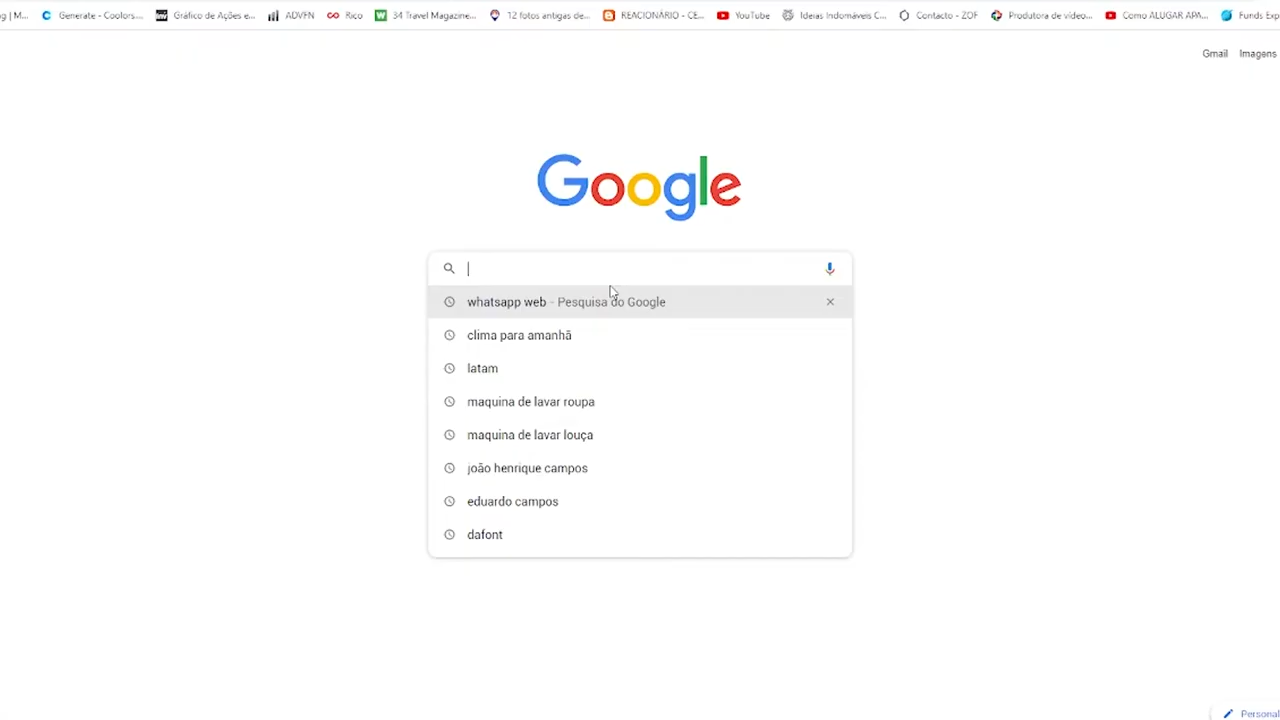 g | M...
Generate - Coolors...
Gráfico de Ações e...
ADVFN
Rico
34 Travel Magazine...
12 fotos antigas de...
REACIONÁRIO - CE...
YouTube
Ideias Indomáveis C...
Contacto - ZOF
Produtora de vídeo...
Como ALUGAR APA...
Funds Exp
Gmail
Imagens
Google
whatsapp web - Pesquisa do Google
clima para amanhã
latam
maquina de lavar roupa
maquina de lavar louça
joão henrique campos
eduardo campos
dafont
Personal